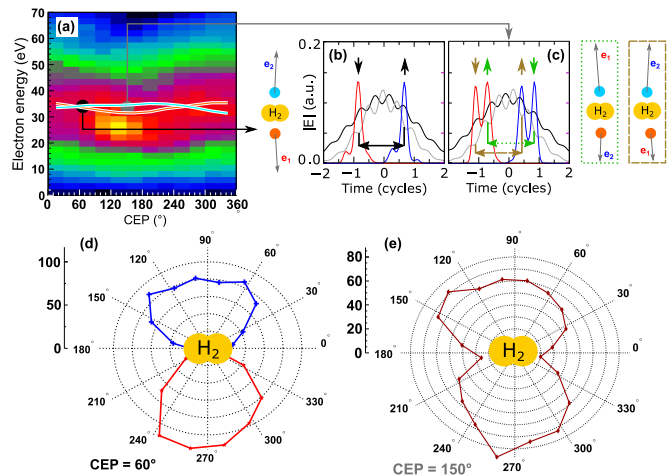 (a)
Electron energy (eV)
70
60
50
40
30
20
10
0
0 60 120 180 240 300 360
CEP (°)
e₂
H₂
e₁
(b)
|E| (a.u.)
0.2
0.0
-2 -1 0 1 2
Time (cycles)
(c)
-1 0 1 2
Time (cycles)
e₁
H₂
e₂
e₂
H₂
e₁
(d)
100
50
0
90°
120°
60°
150°
30°
180°
0°
210°
330°
240°
300°
270°
H₂
CEP = 60°
(e)
80
60
40
20
0
90°
120°
60°
150°
30°
180°
0°
210°
330°
240°
300°
270°
H₂
CEP = 150°